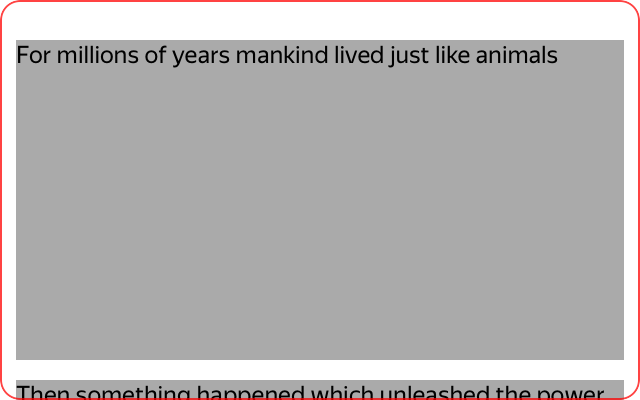 For millions of years mankind lived just like animals
Then something happened which unleashed the power